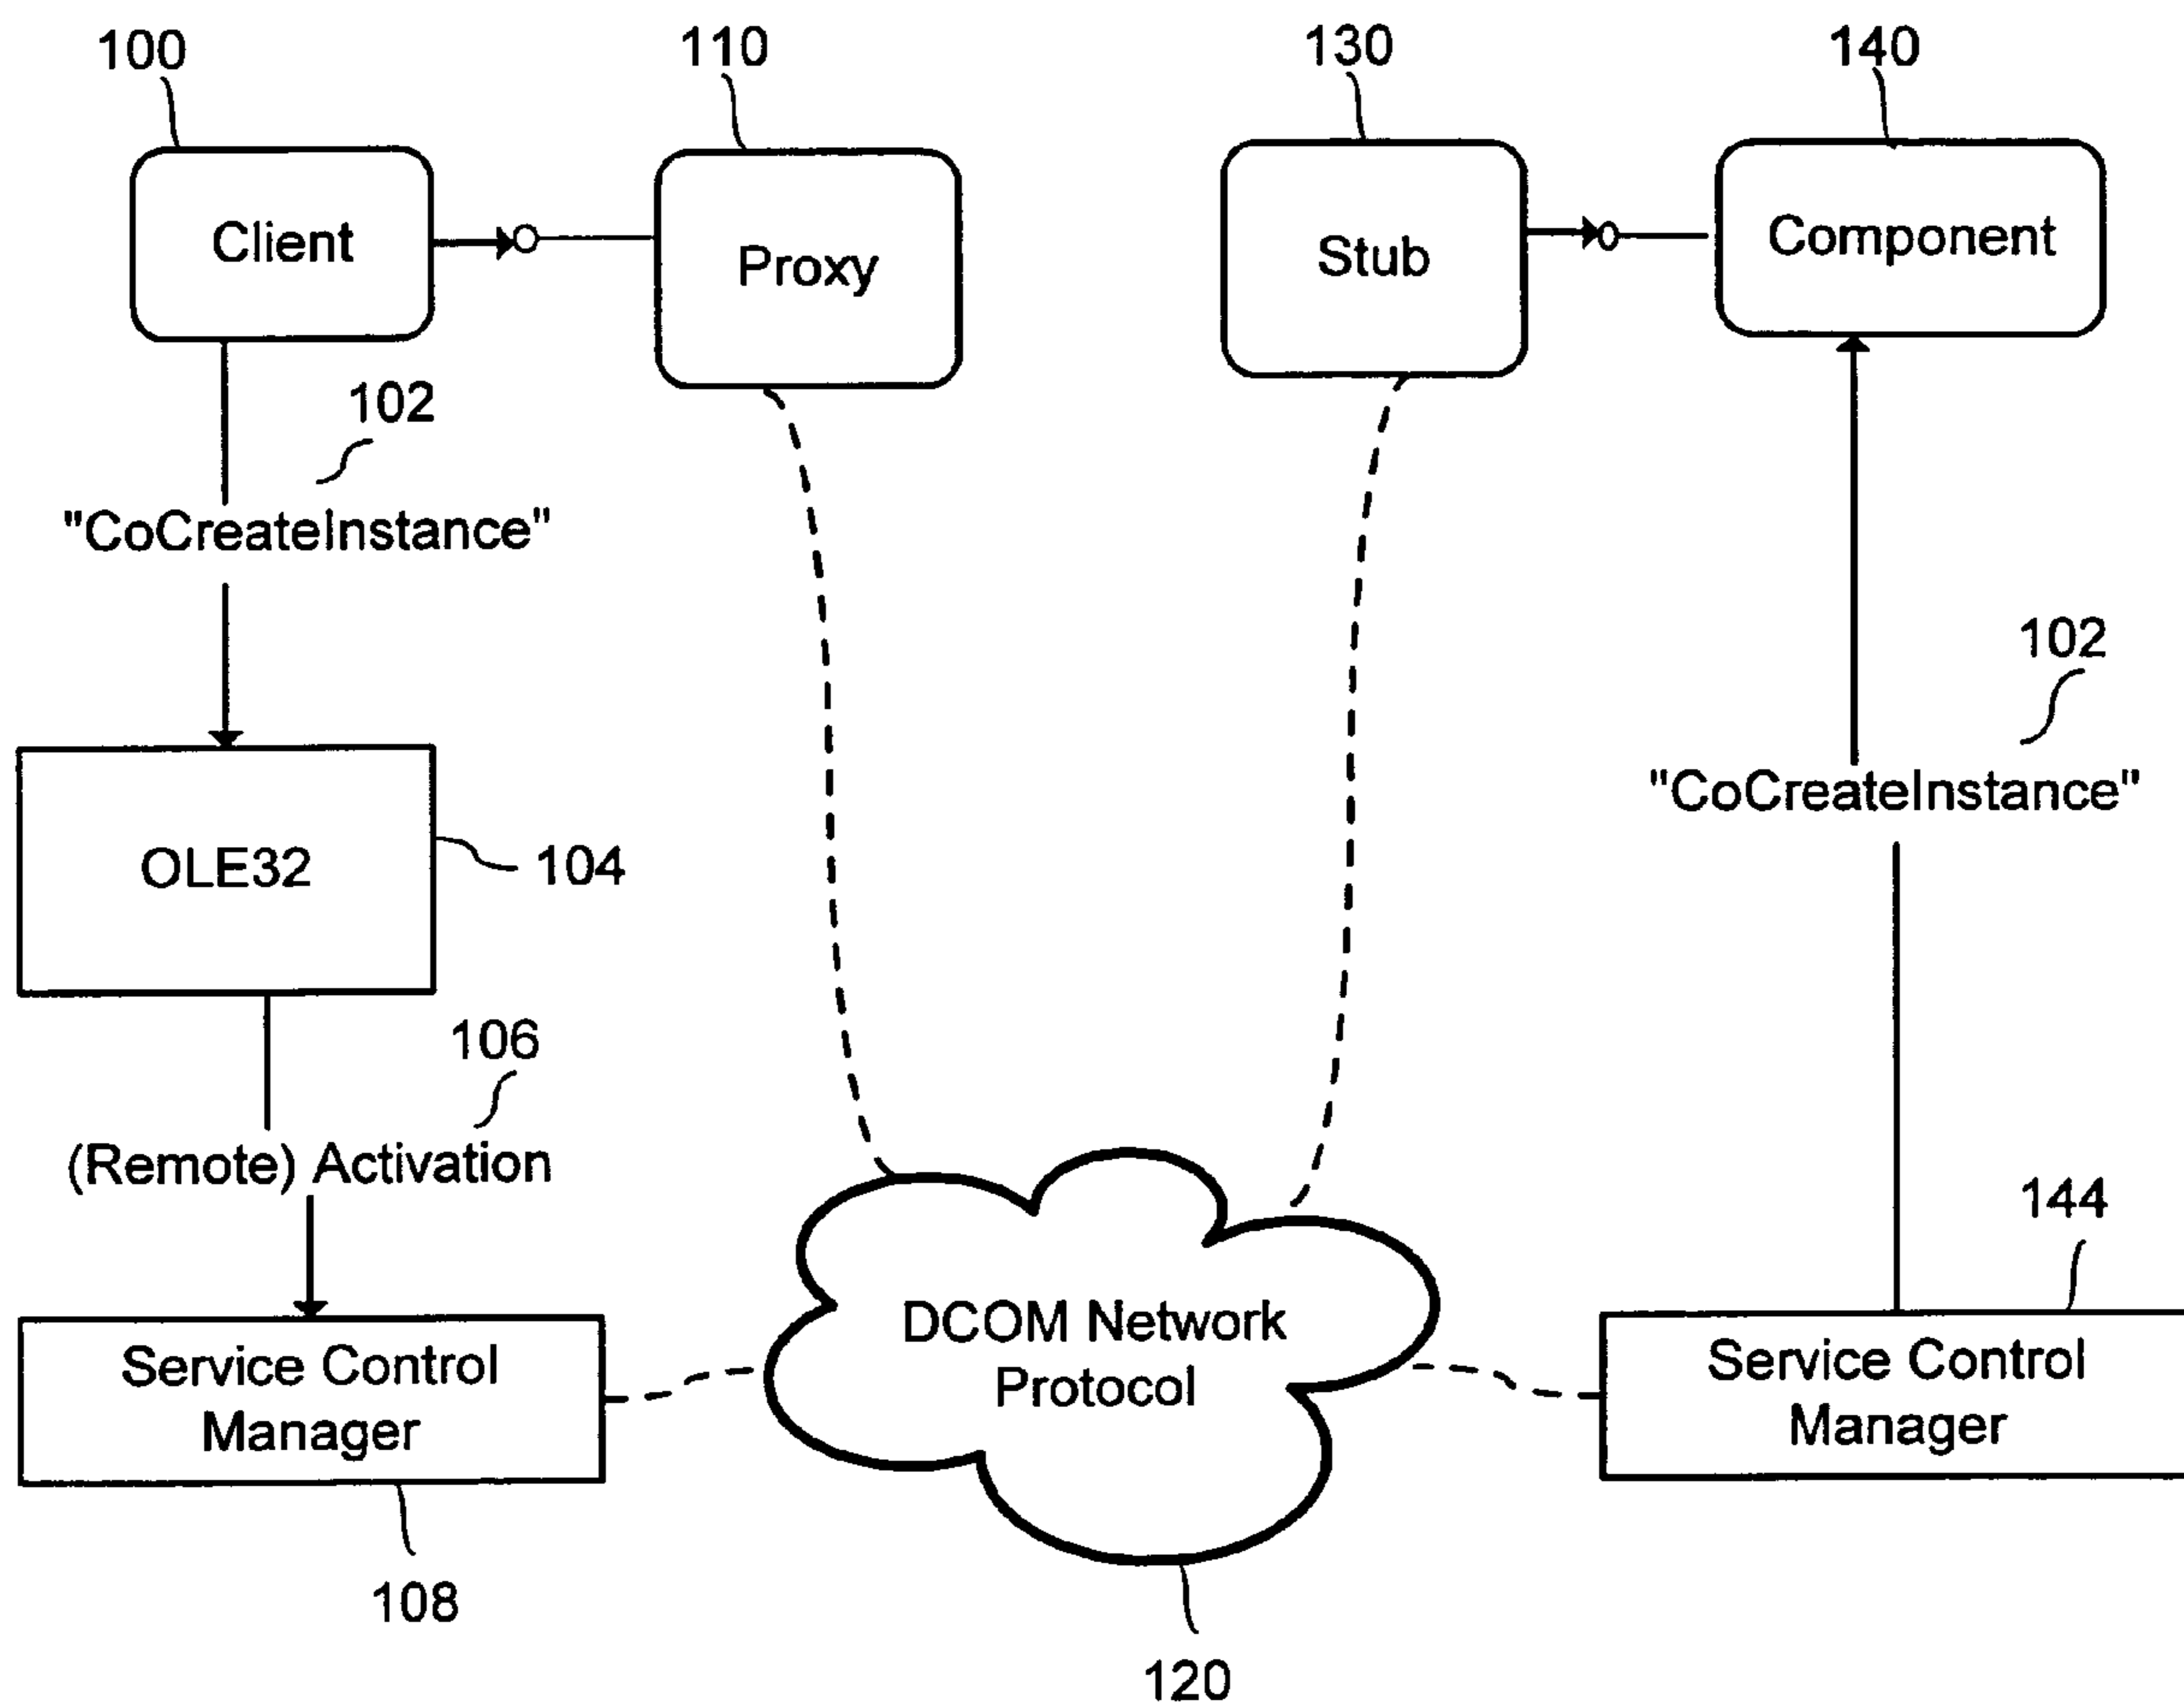 100
110
130
140
Client
Proxy
Stub
Component
102
"CoCreateInstance"
102
"CoCreateInstance"
OLE32
104
106
(Remote) Activation
144
DCOM Network
Protocol
Service Control
Manager
Service Control
Manager
108
120